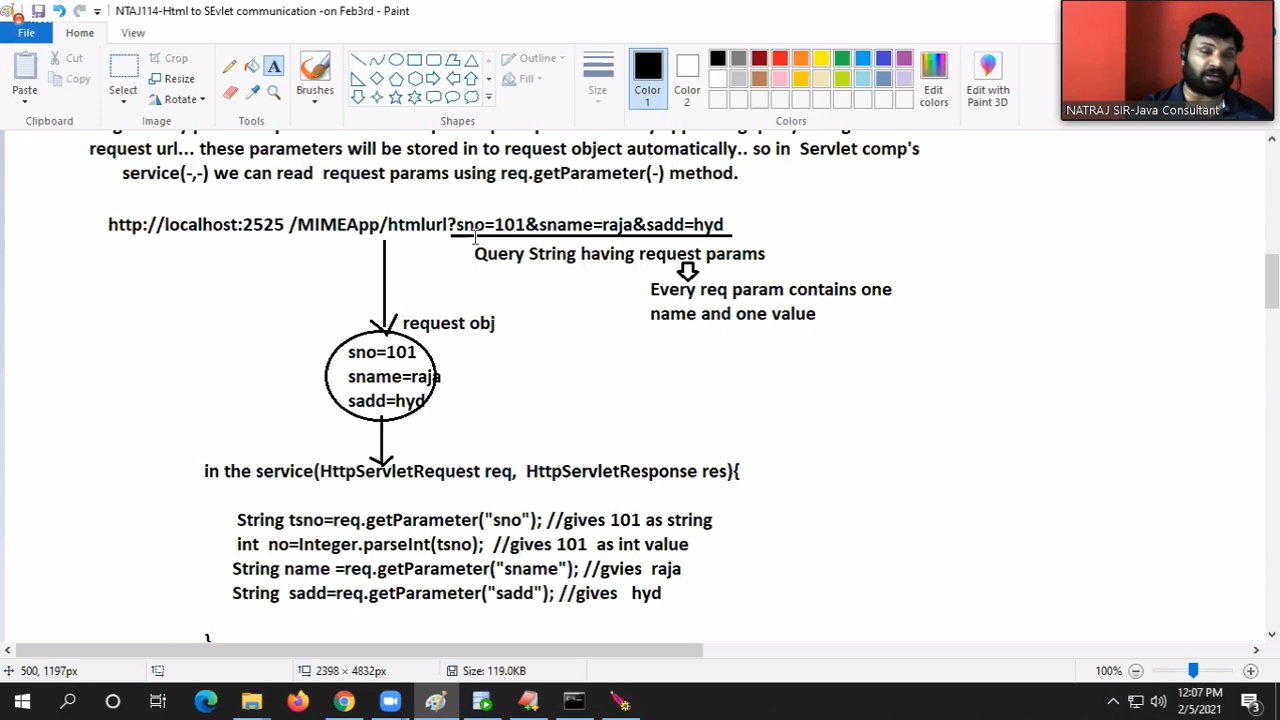 NTAJ114-Html to SEvlet communication -on Feb3rd - Paint
File Home View
Cut
Copy
Paste
Clipboard
Crop
Resize
Rotate
Select
Image
Tools
Brushes
Outline
Fill
Shapes
Size
Color 1
Color 2
Colors
Edit colors
Edit with Paint 3D
NATRAJ SIR-Java Consultant
request url... these parameters will be stored in to request object automatically.. so in Servlet comp's
service(-,-) we can read request params using req.getParameter(-) method.
http://localhost:2525 /MIMEApp/htmlurl?sno=101&sname=raja&sadd=hyd
Query String having request params
Every req param contains one
name and one value
request obj
sno=101
sname=raja
sadd=hyd
in the service(HttpServletRequest req, HttpServletResponse res){
String tsno=req.getParameter("sno"); //gives 101 as string
int no=Integer.parseInt(tsno); //gives 101 as int value
String name =req.getParameter("sname"); //gvies raja
String sadd=req.getParameter("sadd"); //gives hyd
}
500, 1197px
2398 × 4832px
Size: 119.0KB
100%
12:07 PM
2/5/2021
3